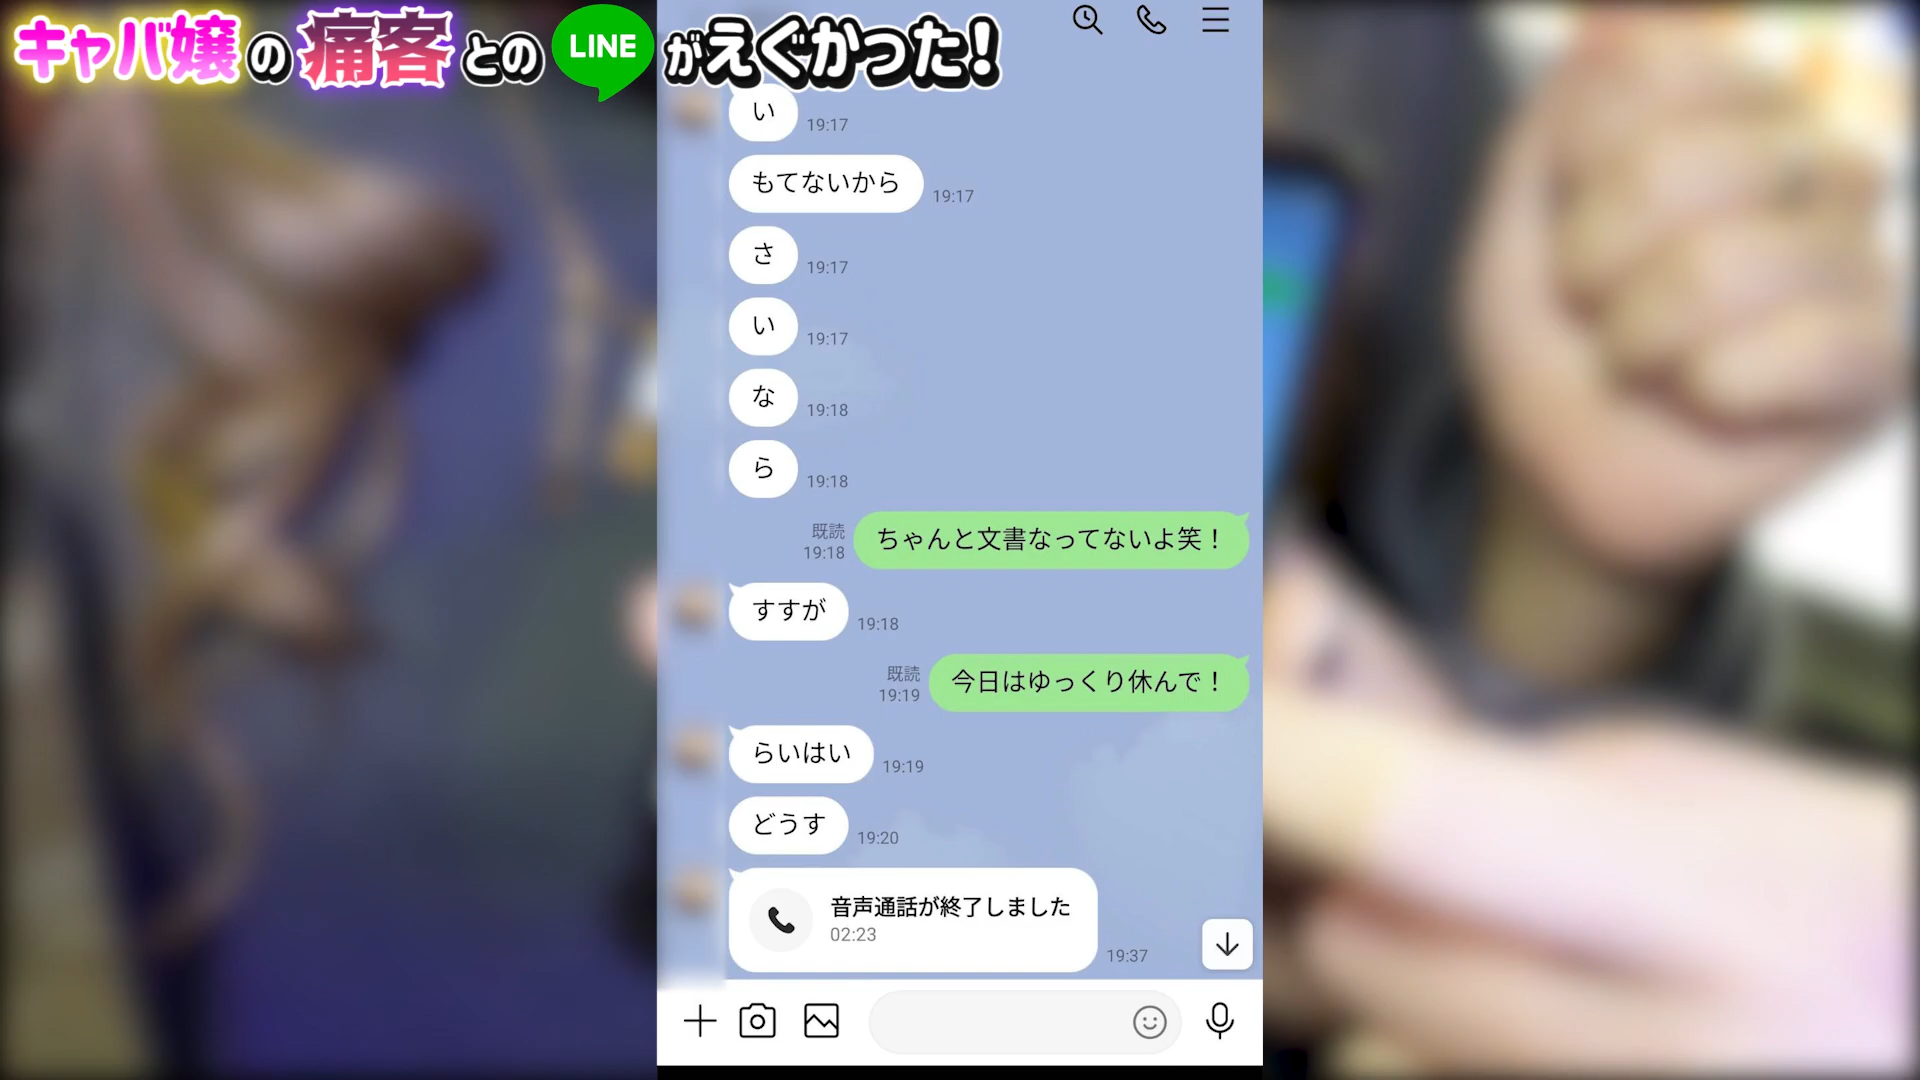 キャバ嬢の痛客とのLINEがえぐかった!
い
19:17
もてないから
19:17
さ
19:17
い
19:17
な
19:18
ら
19:18
既読
19:18
ちゃんと文書なってないよ笑！
すすが
19:18
既読
19:19
今日はゆっくり休んで！
らいはい
19:19
どうす
19:20
音声通話が終了しました
02:23
19:37